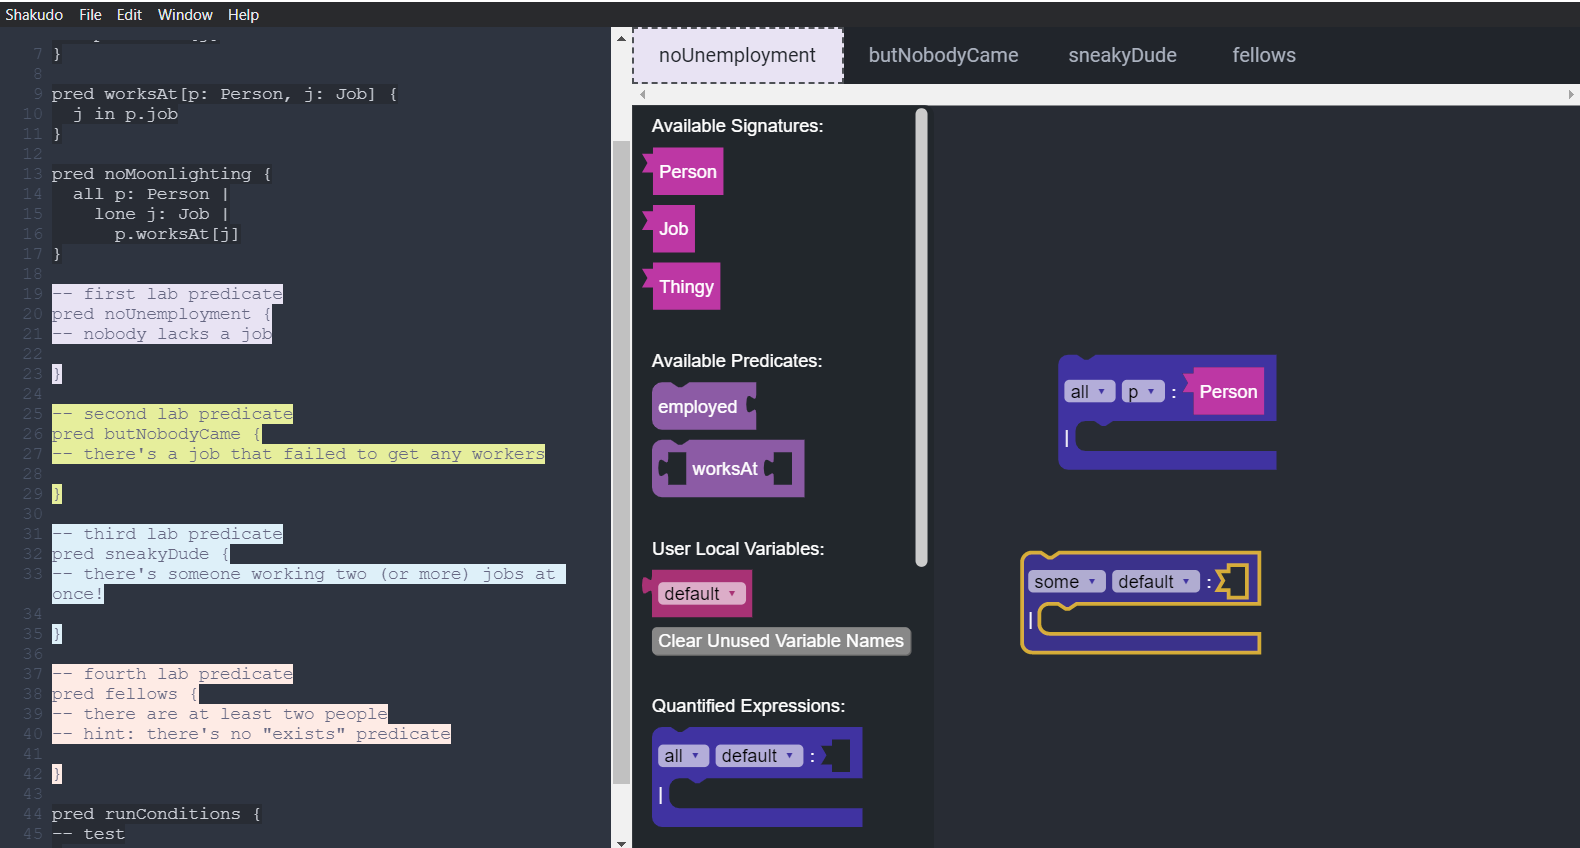 Shakudo File Edit Window Help
7 }
8
9 pred worksAt[p: Person, j: Job] {
10 j in p.job
11 }
12
13 pred noMoonlighting {
14 all p: Person |
15 lone j: Job |
16 p.worksAt[j]
17 }
18
19 -- first lab predicate
20 pred noUnemployment {
21 -- nobody lacks a job
22
23 }
24
25 -- second lab predicate
26 pred butNobodyCame {
27 -- there's a job that failed to get any workers
28
29 }
30
31 -- third lab predicate
32 pred sneakyDude {
33 -- there's someone working two (or more) jobs at
once!
34
35 }
36
37 -- fourth lab predicate
38 pred fellows {
39 -- there are at least two people
40 -- hint: there's no "exists" predicate
41
42 }
43
44 pred runConditions {
45 -- test
noUnemployment butNobodyCame sneakyDude fellows
Available Signatures:
Person
Job
Thingy
Available Predicates:
employed
worksAt
User Local Variables:
default
Clear Unused Variable Names
Quantified Expressions:
all default :
|
all p : Person
|
some default :
|